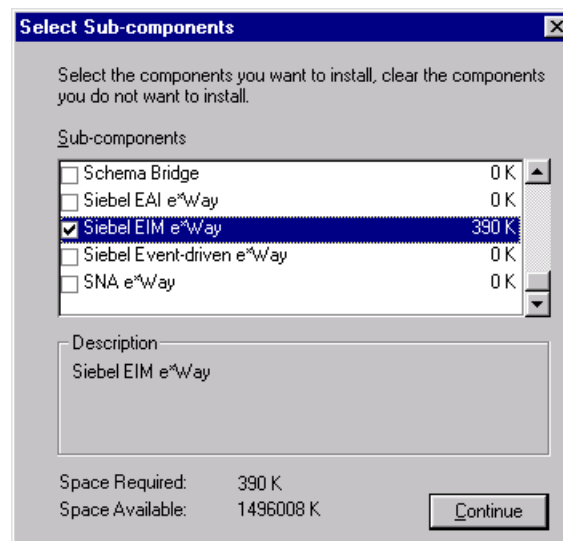 Select Sub-components
Select the components you want to install, clear the components
you do not want to install.
Sub-components
Schema Bridge 0 K
Siebel EAI e*Way 0 K
Siebel EIM e*Way 390 K
Siebel Event-driven e*Way 0 K
SNA e*Way 0 K
Description
Siebel EIM e*Way
Space Required: 390 K
Space Available: 1496008 K
Continue